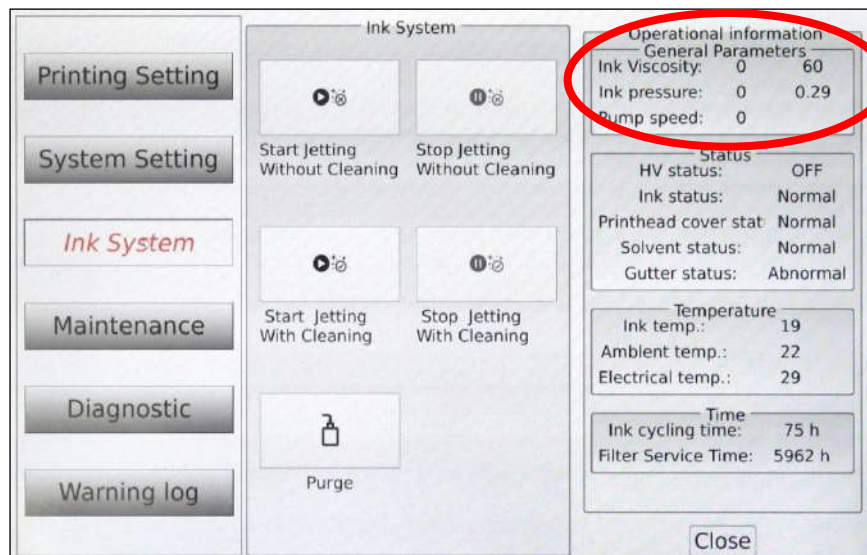 Printing Setting
System Setting
Ink System
Maintenance
Diagnostic
Warning log
Ink System
Start Jetting
Without Cleaning
Stop Jetting
Without Cleaning
Start Jetting
With Cleaning
Stop Jetting
With Cleaning
Purge
Operational information
General Parameters
Ink Viscosity: 0 60
Ink pressure: 0 0.29
Pump speed: 0
Status
HV status: OFF
Ink status: Normal
Printhead cover stat Normal
Solvent status: Normal
Gutter status: Abnormal
Temperature
Ink temp.: 19
Amblent temp.: 22
Electrical temp.: 29
Time
Ink cycling time: 75 h
Filter Service Time: 5962 h
Close